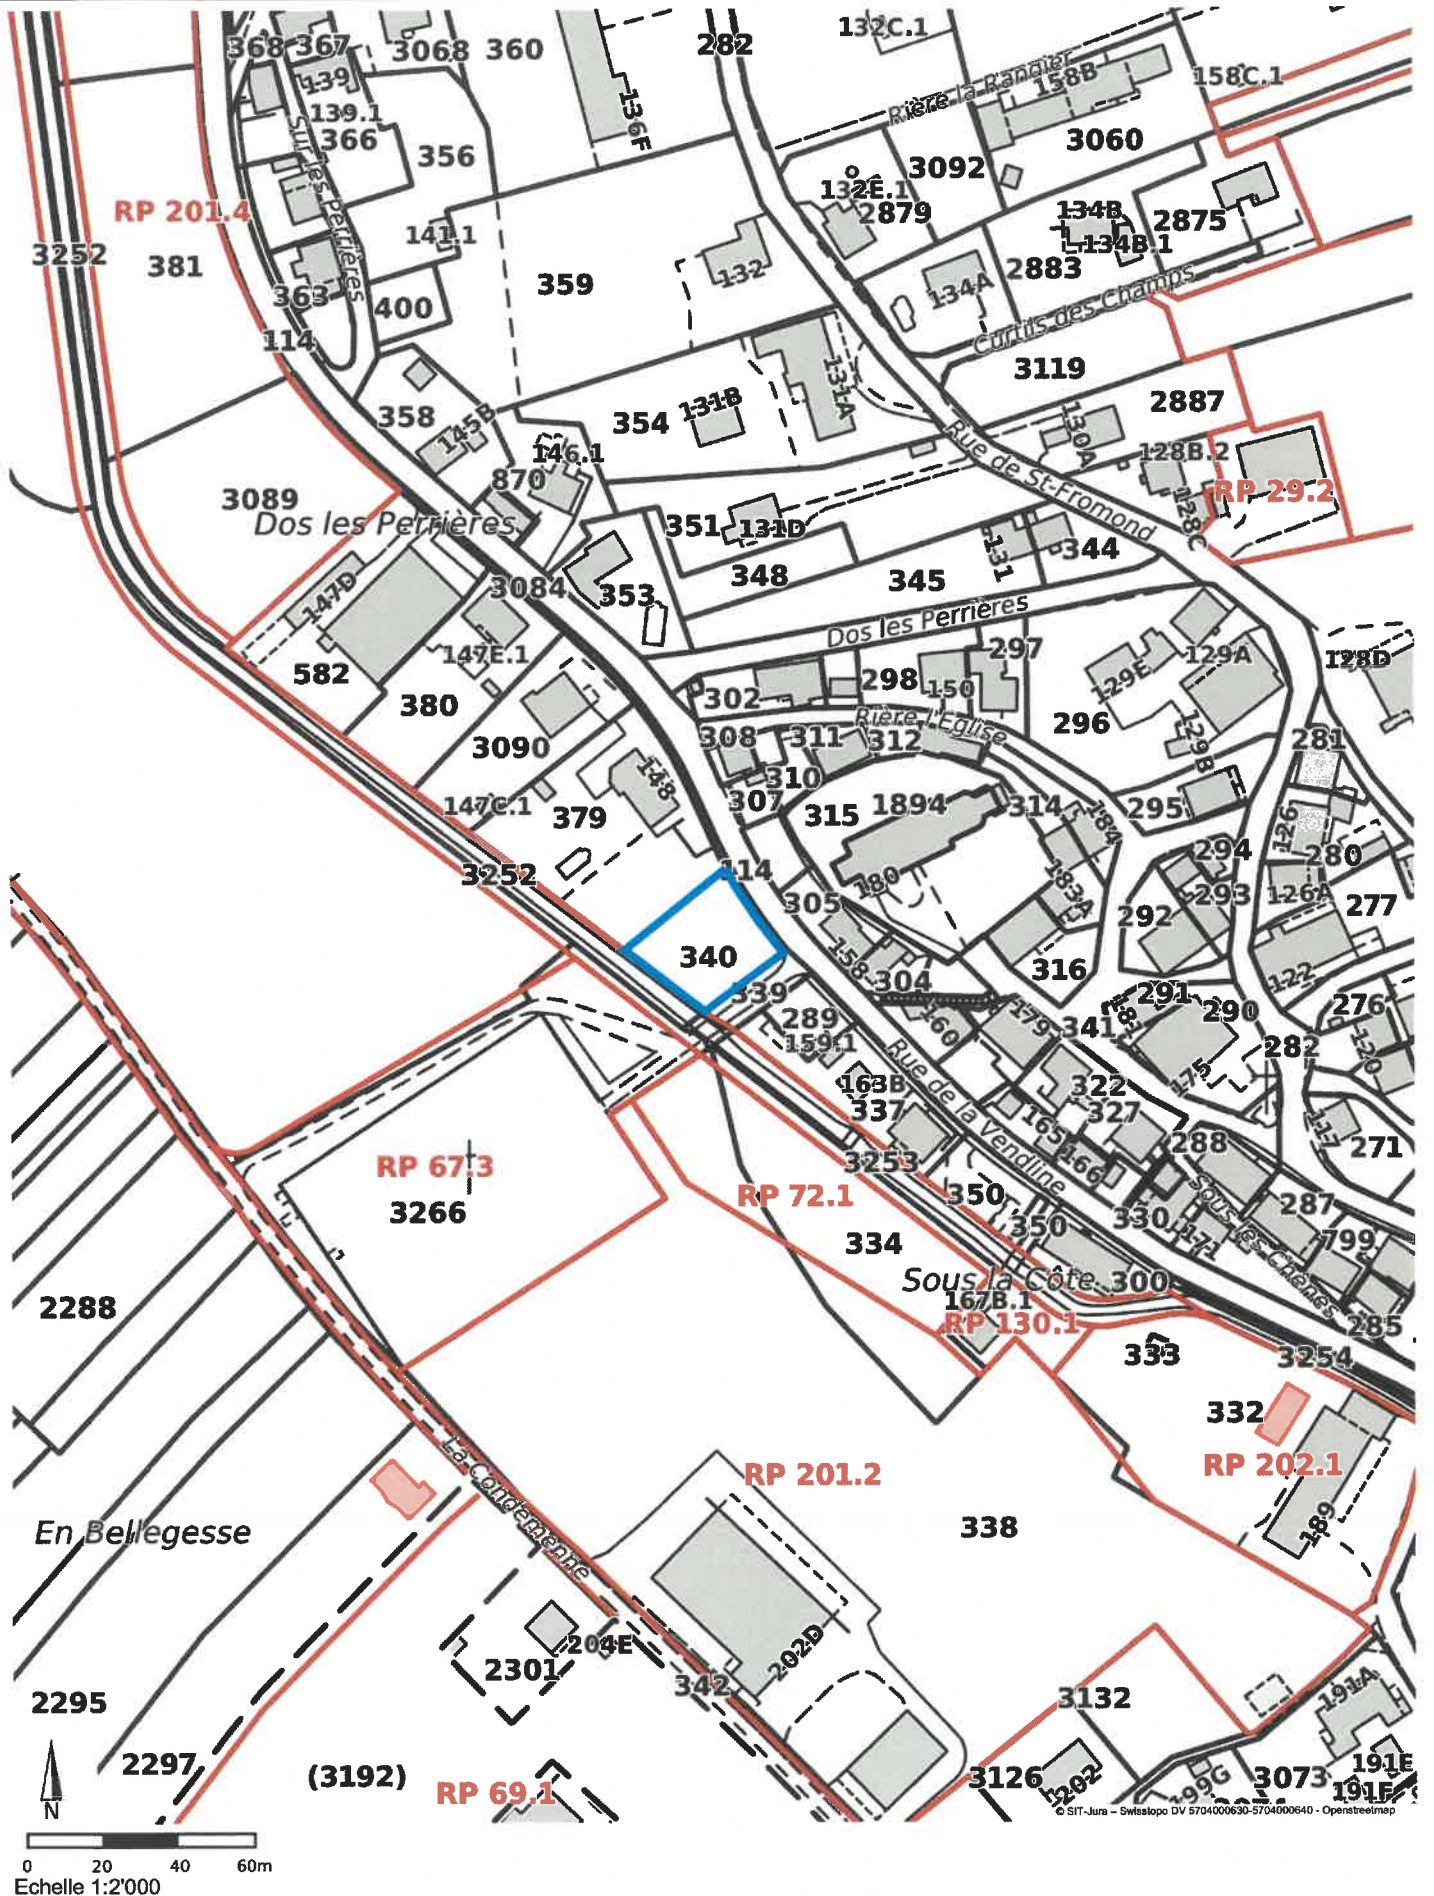 368
367
3068
360
282
132C.1
158B
158C.1
Rière la Rangier
139
139.1
366
356
136F
3060
3092
Sur les Perrières
RP 201.4
3252
381
141.1
132E.1
2879
134B
134B.1
2875
2883
363
400
359
132
134A
Curtils des Champs
114
3119
358
145B
354
131B
131A
2887
130A
Rue de St-Fromond
128B.2
RP 29.2
128C
146.1
870
3089
Dos les Perrières
351
131D
131
344
348
345
3084
353
147D
Dos les Perrières
582
147E.1
380
302
298
150
297
129E
129A
128D
296
129B
Rière l'Eglise
3090
308
311
312
281
310
307
148
147C.1
379
315
1894
314
184
295
126
280
294
3252
114
180
183A
293
126A
277
305
292
340
158
316
122
304
339
289
159.1
160
179
341
181
291
290
276
282
120
175
Rue de la Vendline
163B
337
322
327
165
166
288
117
271
3253
RP 67.3
3266
RP 72.1
350
350
330
171
287
799
Sous les Chênes
334
Sous la Côte
300
167B.1
RP 130.1
285
3254
333
2288
332
RP 202.1
189
La Condemenne
RP 201.2
338
En Bellegesse
204E
2301
202D
342
2295
2297
(3192)
RP 69.1
3132
3126
202
199G
3073
191A
191E
191F
N
© SIT-Jura – Swisstopo DV 5704000630-5704000640 - Openstreetmap
0 20 40 60m
Echelle 1:2'000